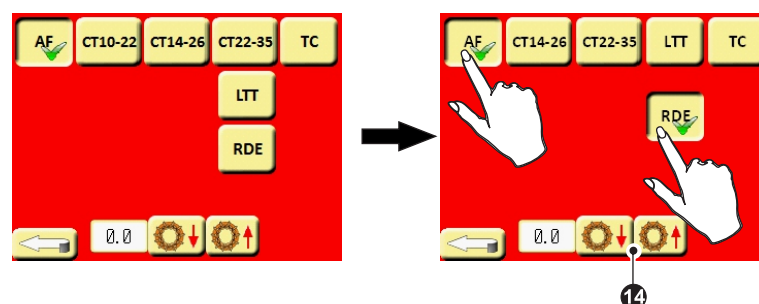 AF CT10-22 CT14-26 CT22-35 TC
LTT
RDE
0.0
AF CT14-26 CT22-35 LTT TC
RDE
0.0
14